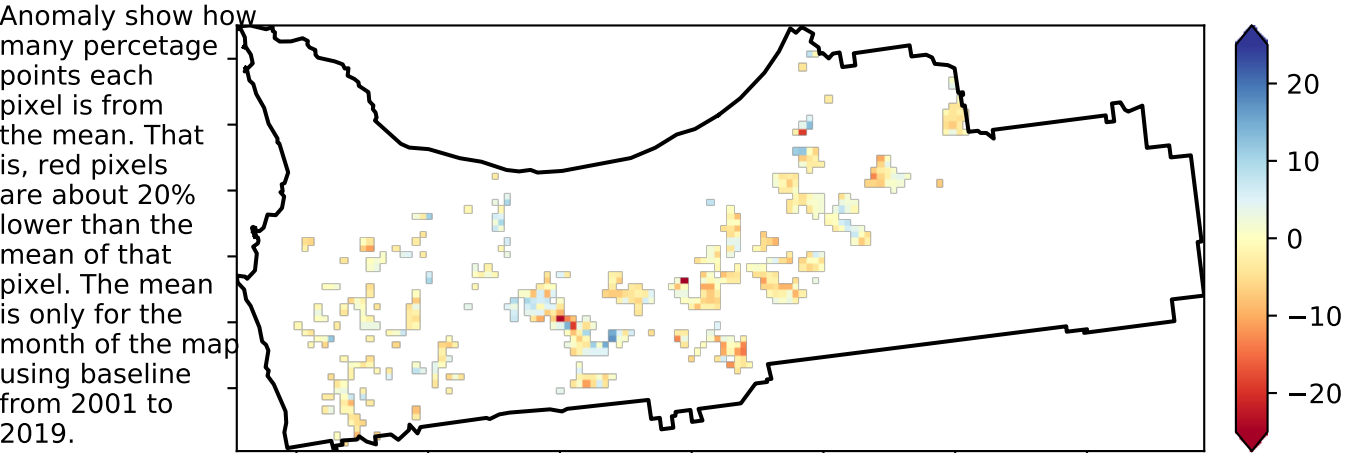 Anomaly show how
many percetage
points each
pixel is from
the mean. That
is, red pixels
are about 20%
lower than the
mean of that
pixel. The mean
is only for the
month of the map
using baseline
from 2001 to
2019.
20
10
0
−10
−20